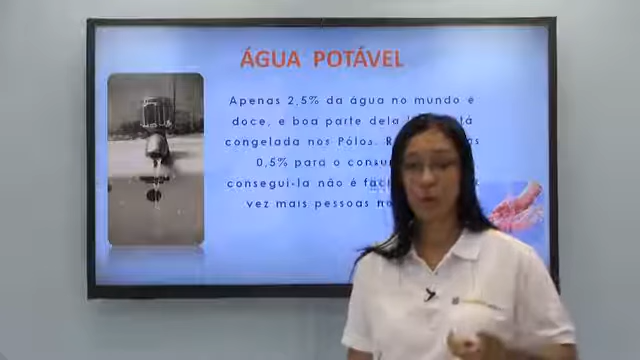 ÁGUA POTÁVEL
Apenas 2,5% da água no mundo é
doce, e boa parte dela
congelada nos Pólos.
0,5% para o
consegui-la não é
vez mais pessoas